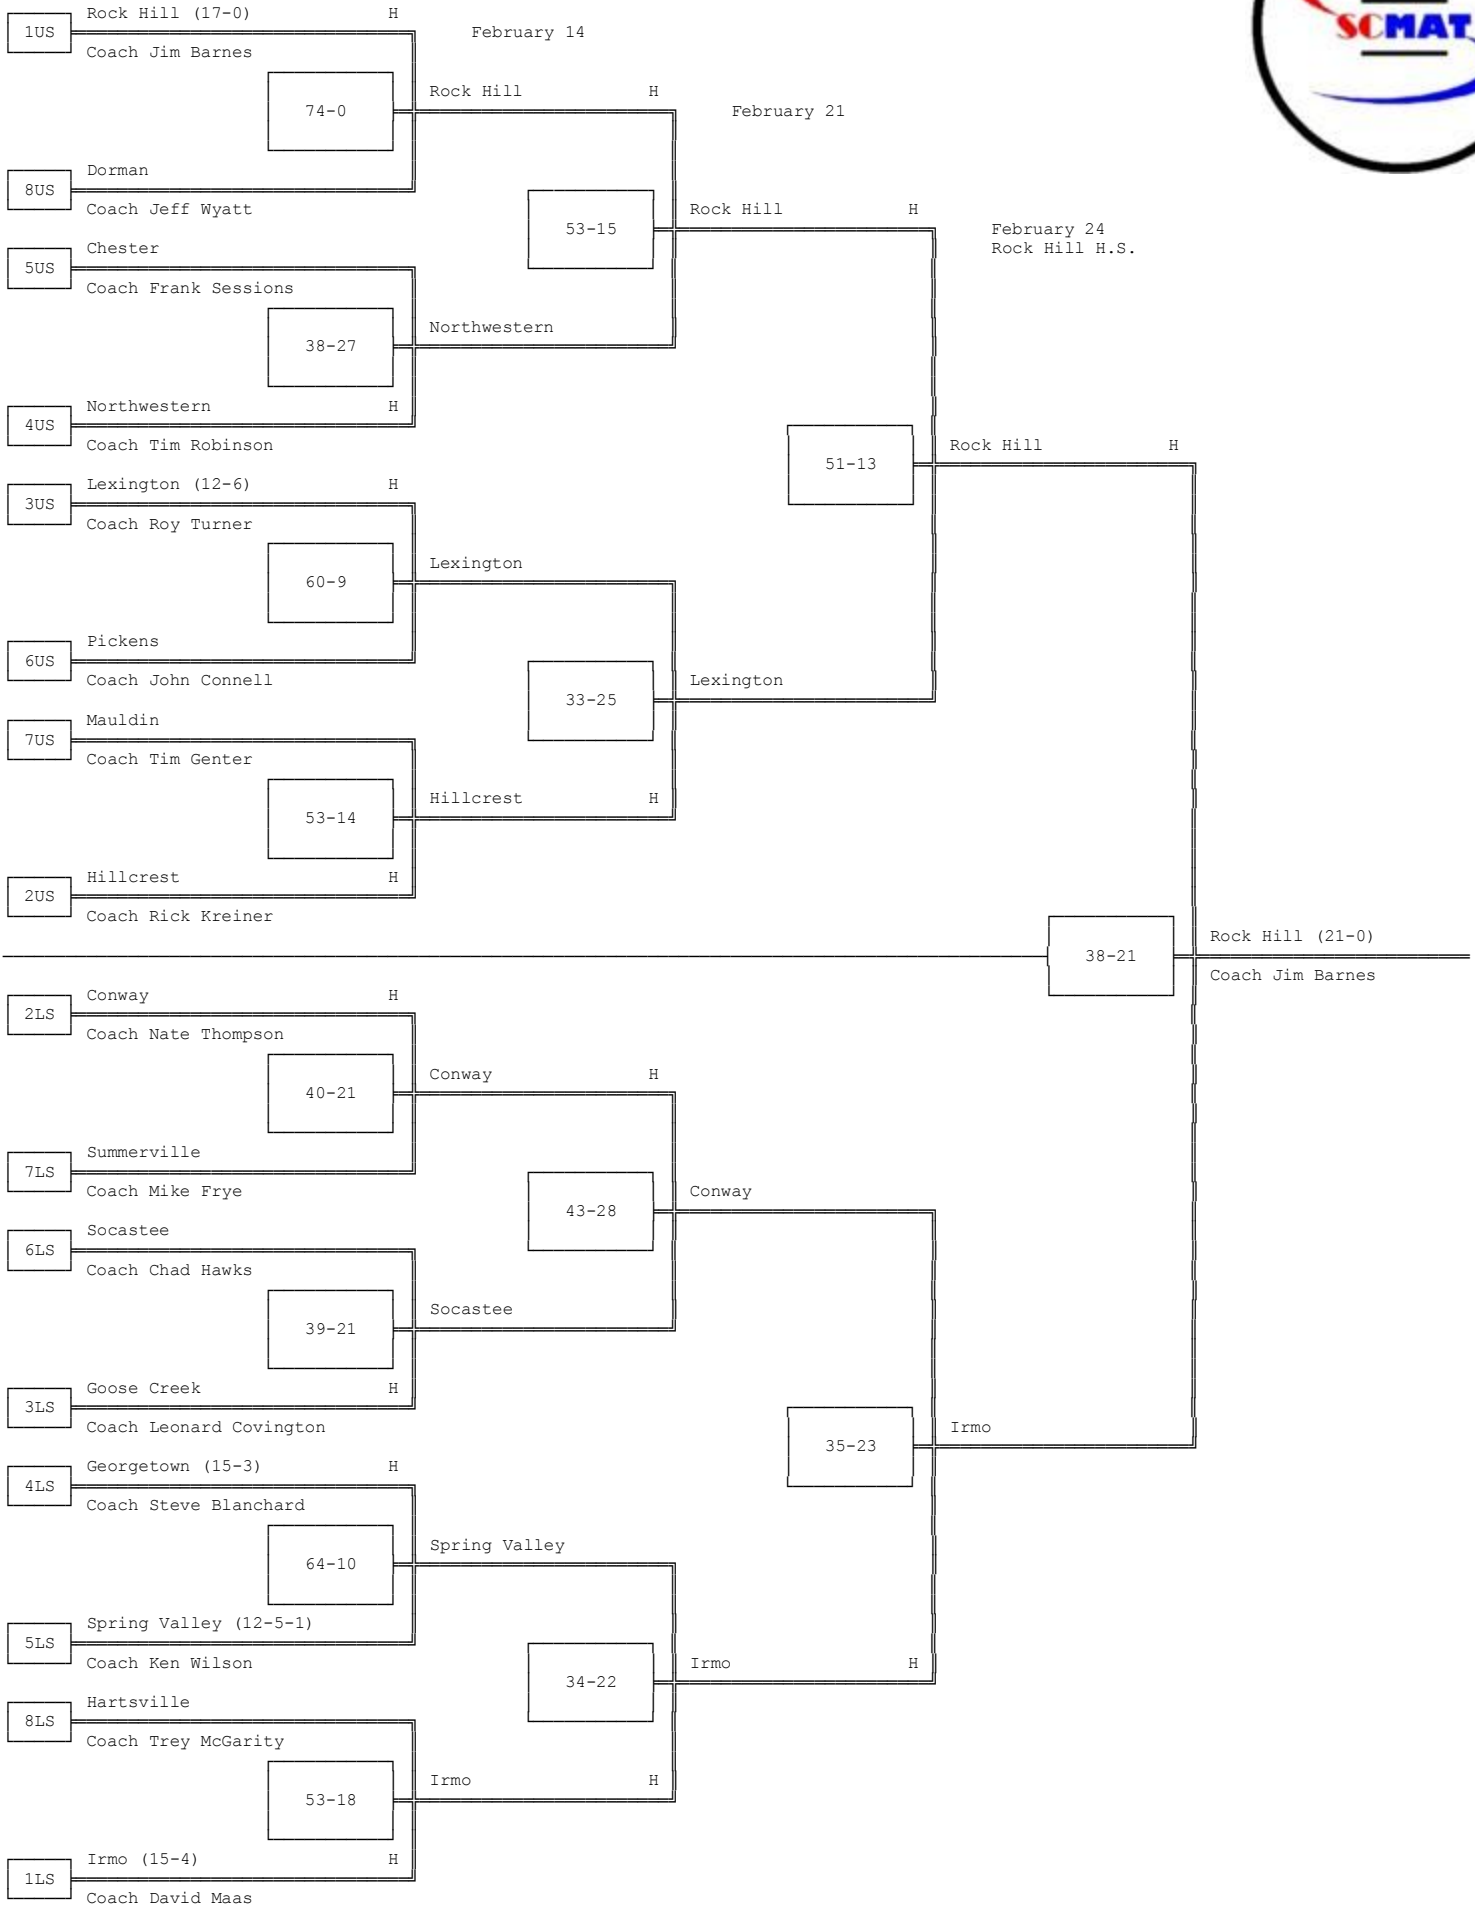 Rock Hill (17-0) H
1US
February 14
SCMAT
Coach Jim Barnes
Rock Hill H
74-0
February 21
Dorman
8US
Coach Jeff Wyatt
Rock Hill H
53-15
February 24
Rock Hill H.S.
Chester
5US
Coach Frank Sessions
Northwestern
38-27
Northwestern H
4US
Coach Tim Robinson
Rock Hill H
51-13
Lexington (12-6) H
3US
Coach Roy Turner
Lexington
60-9
Pickens
6US
Coach John Connell
Lexington
33-25
Mauldin
7US
Coach Tim Genter
Hillcrest H
53-14
Hillcrest H
2US
Coach Rick Kreiner
Rock Hill (21-0)
38-21
Coach Jim Barnes
Conway H
2LS
Coach Nate Thompson
Conway H
40-21
Summerville
7LS
Coach Mike Frye
Conway
43-28
Socastee
6LS
Coach Chad Hawks
Socastee
39-21
Goose Creek H
3LS
Coach Leonard Covington
Irmo
35-23
Georgetown (15-3) H
4LS
Coach Steve Blanchard
Spring Valley
64-10
Spring Valley (12-5-1)
5LS
Coach Ken Wilson
Irmo H
34-22
Hartsville
8LS
Coach Trey McGarity
Irmo H
53-18
Irmo (15-4) H
1LS
Coach David Maas